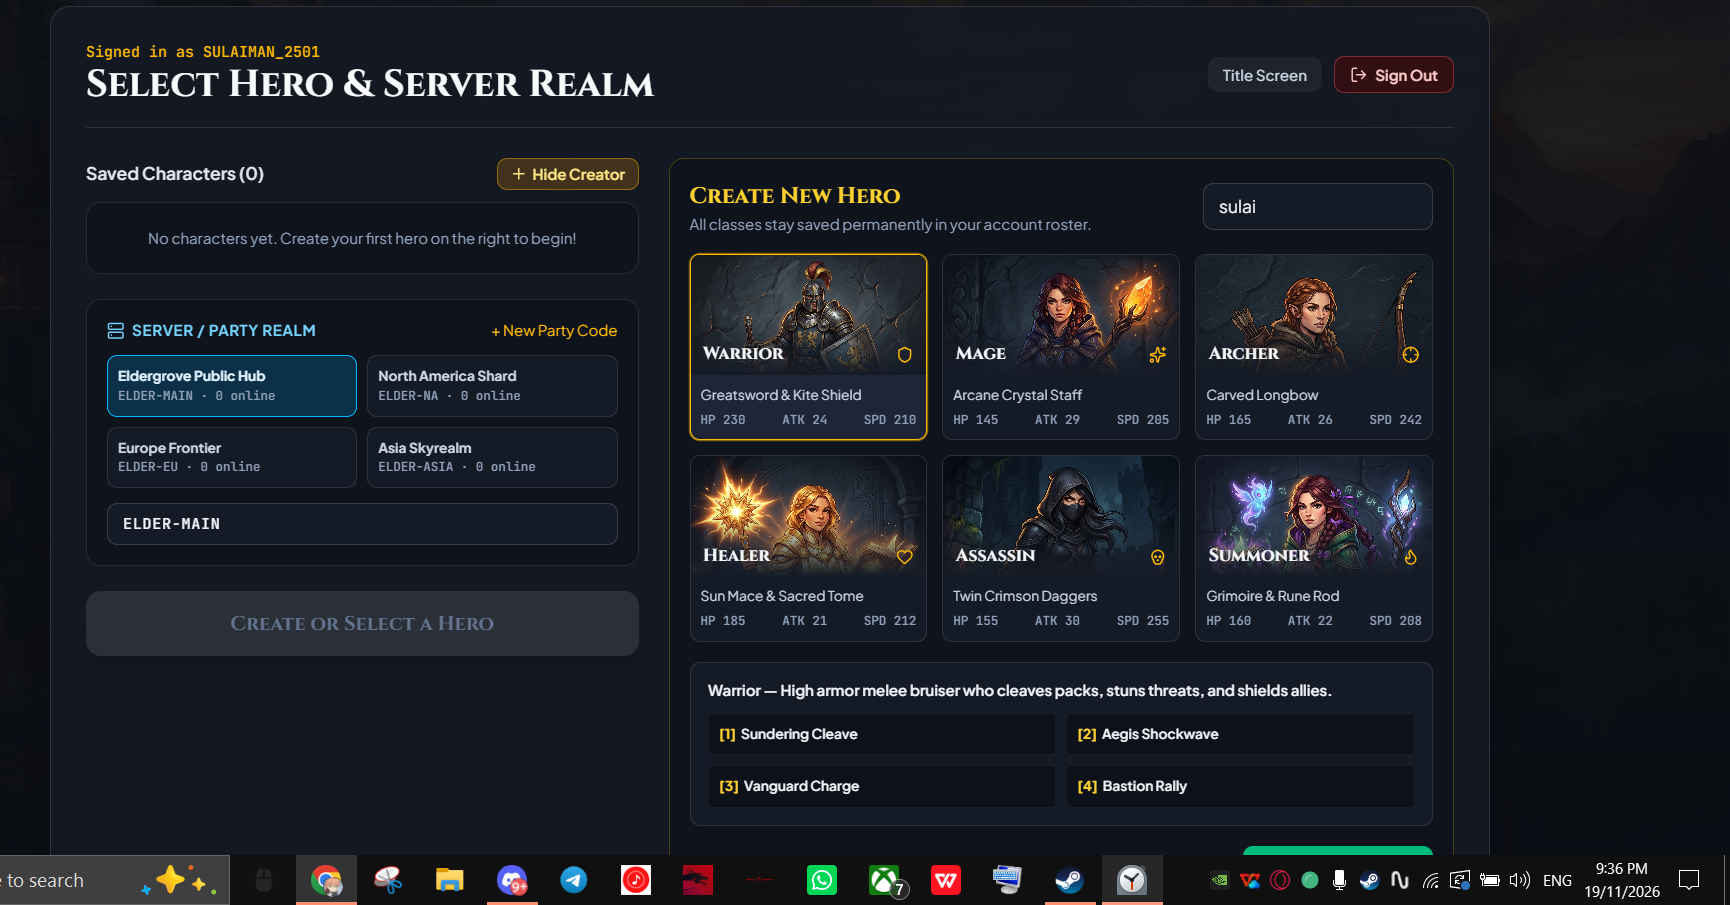 Signed in as SULAIMAN_2501
SELECT HERO & SERVER REALM
Title Screen
Sign Out
Saved Characters (0)
+ Hide Creator
No characters yet. Create your first hero on the right to begin!
SERVER / PARTY REALM
+ New Party Code
Eldergrove Public Hub
ELDER-MAIN · 0 online
North America Shard
ELDER-NA · 0 online
Europe Frontier
ELDER-EU · 0 online
Asia Skyrealm
ELDER-ASIA · 0 online
ELDER-MAIN
CREATE OR SELECT A HERO
CREATE NEW HERO
All classes stay saved permanently in your account roster.
sulai
WARRIOR
Greatsword & Kite Shield
HP 230 ATK 24 SPD 210
MAGE
Arcane Crystal Staff
HP 145 ATK 29 SPD 205
ARCHER
Carved Longbow
HP 165 ATK 26 SPD 242
HEALER
Sun Mace & Sacred Tome
HP 185 ATK 21 SPD 212
ASSASSIN
Twin Crimson Daggers
HP 155 ATK 30 SPD 255
SUMMONER
Grimoire & Rune Rod
HP 160 ATK 22 SPD 208
Warrior — High armor melee bruiser who cleaves packs, stuns threats, and shields allies.
[1] Sundering Cleave
[2] Aegis Shockwave
[3] Vanguard Charge
[4] Bastion Rally
e to search
9+
7
ENG
9:36 PM
19/11/2026